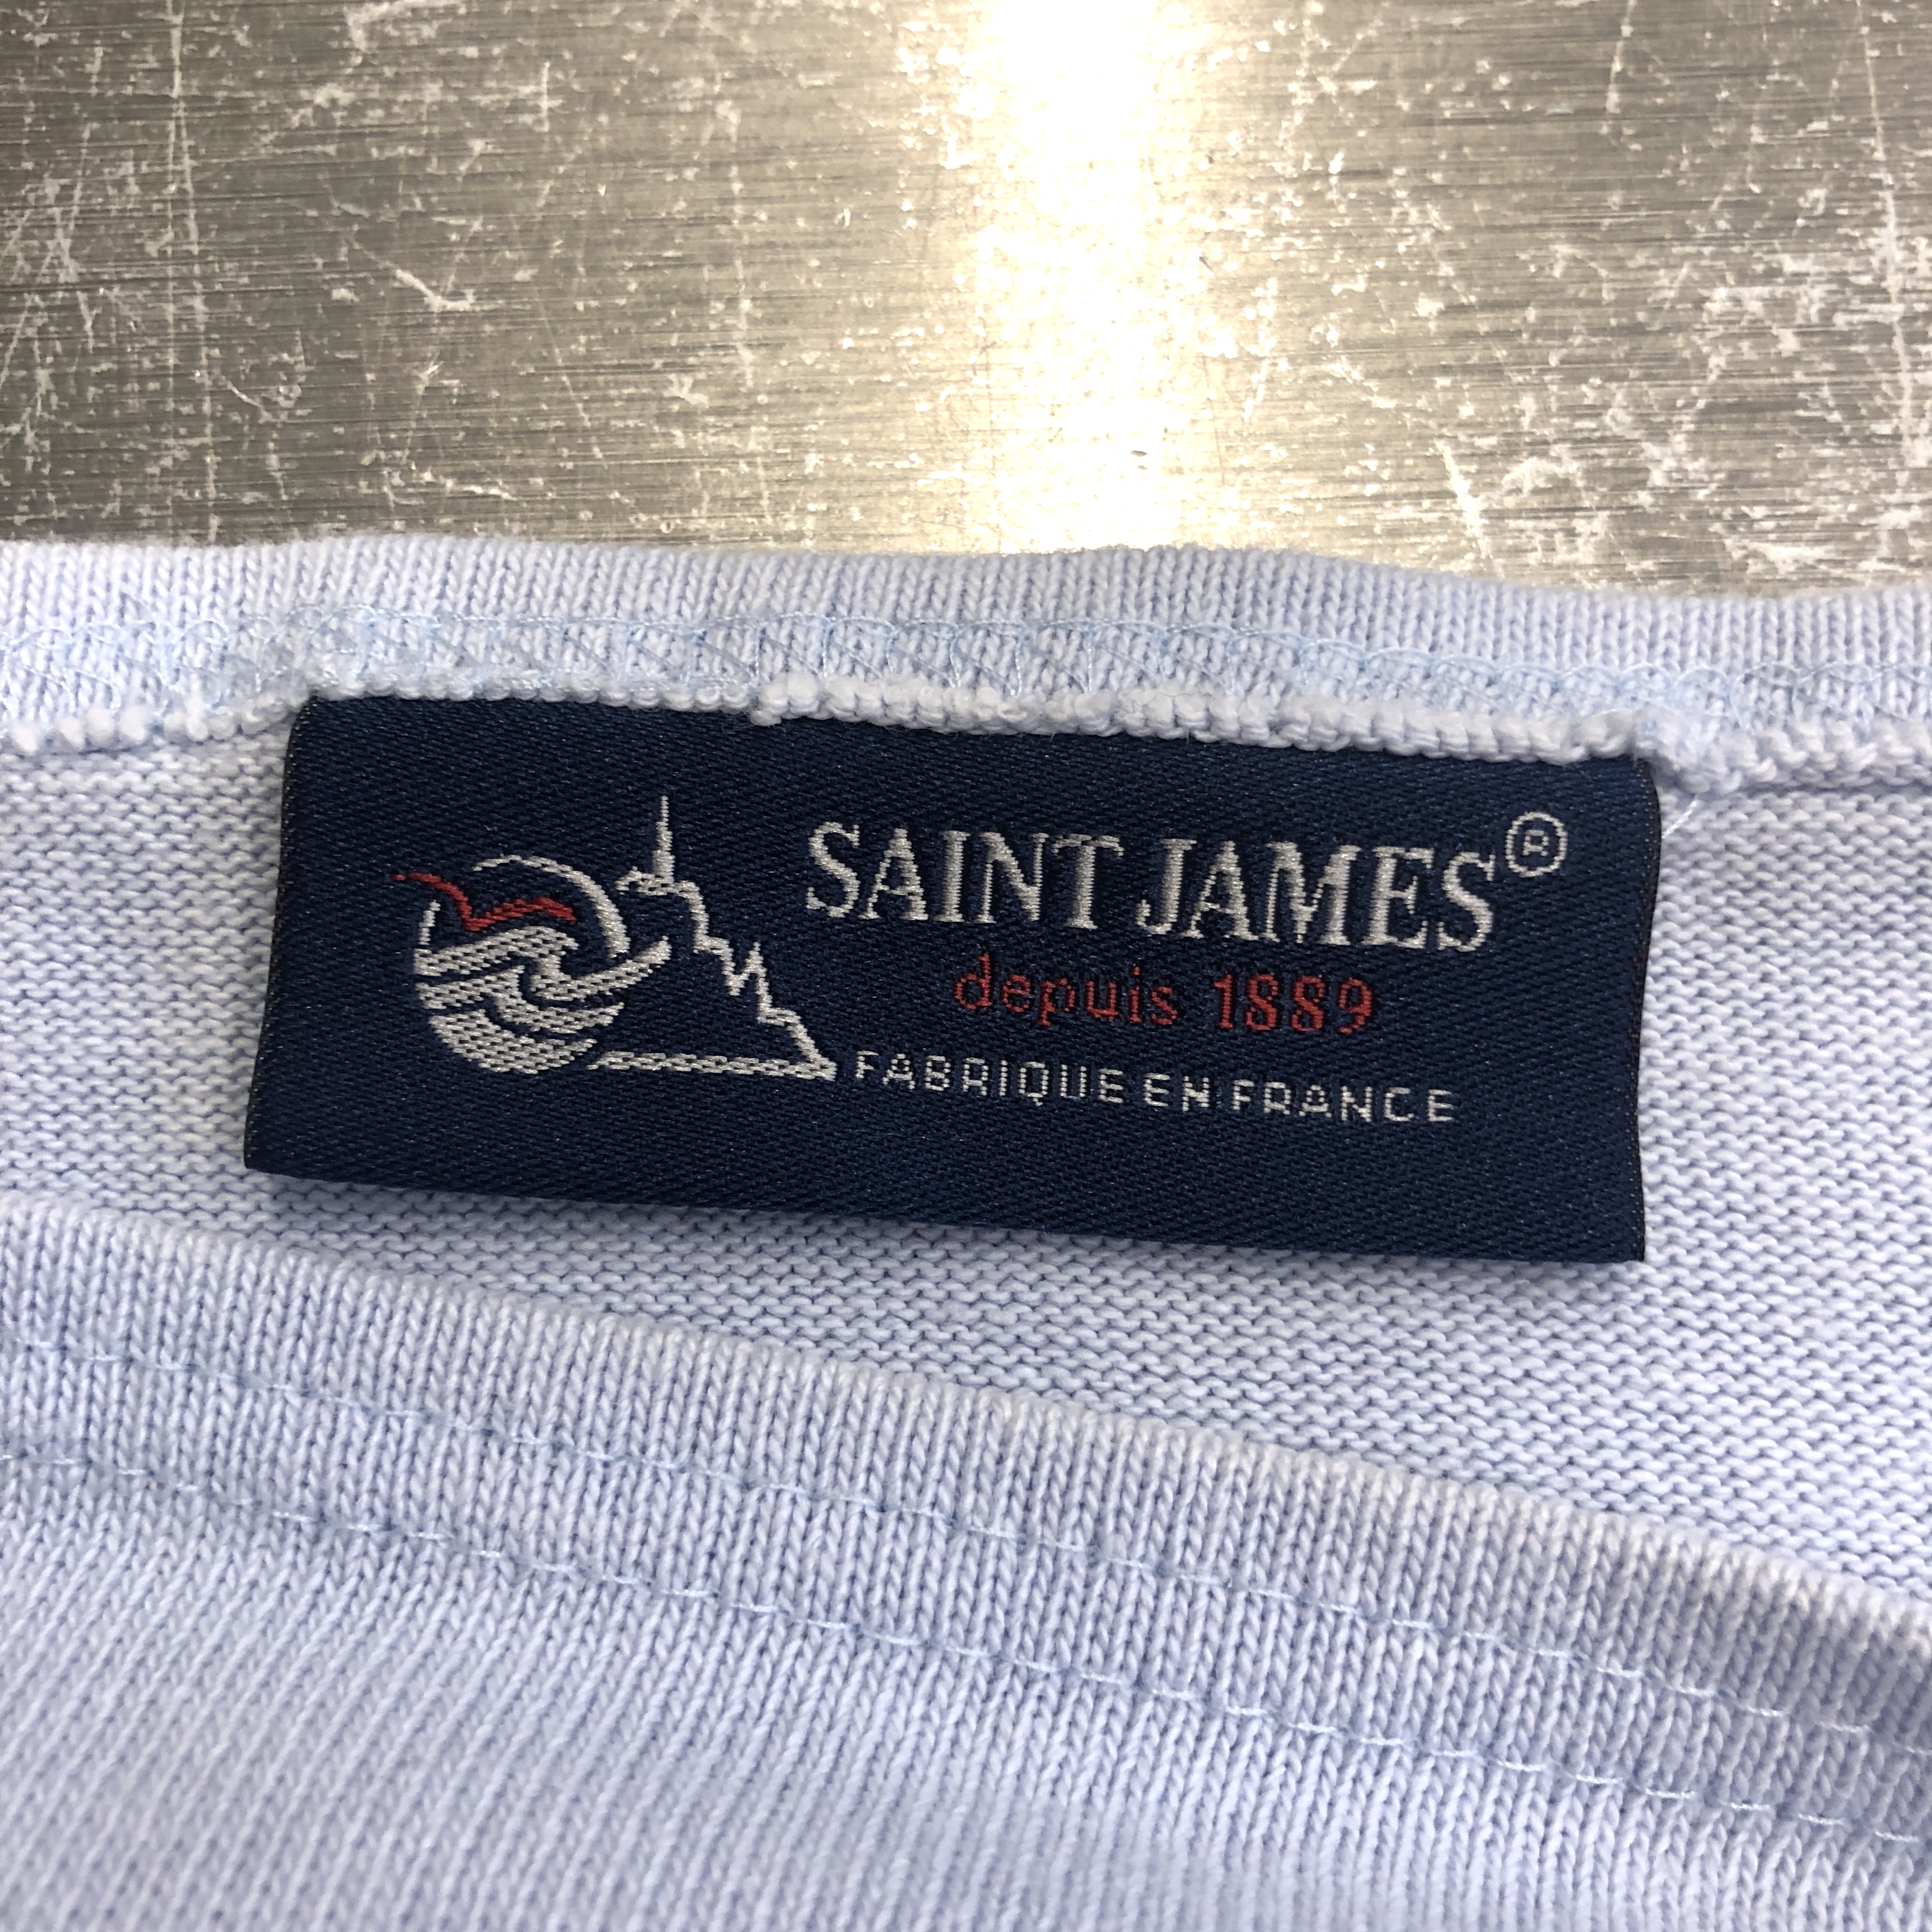 SAINT JAMES®
depuis 1889
FABRIQUE EN FRANCE